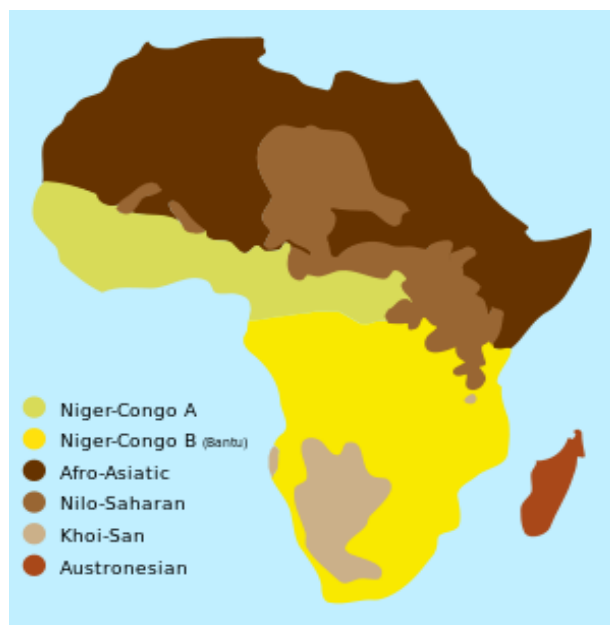 Niger-Congo A
Niger-Congo B (Bantu)
Afro-Asiatic
Nilo-Saharan
Khoi-San
Austronesian